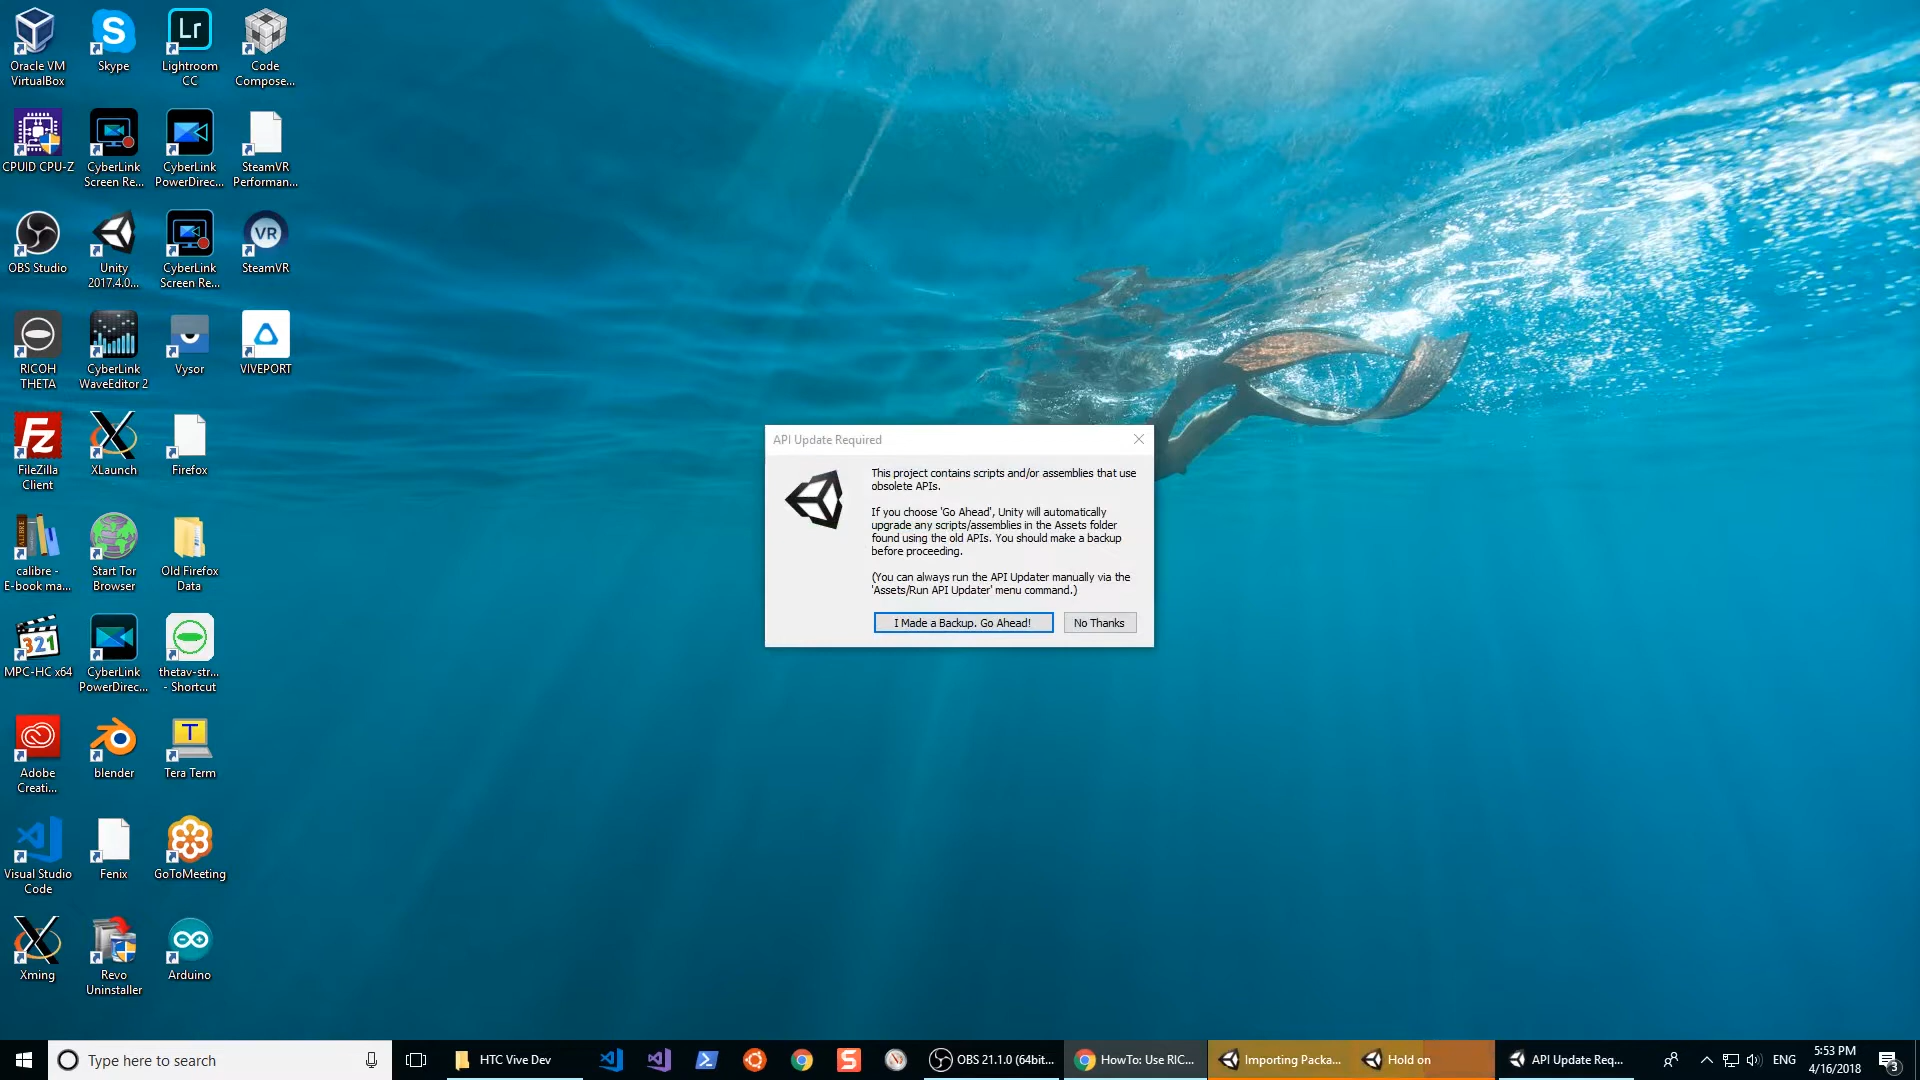 Oracle VM
VirtualBox
Skype
Lr
Lightroom
CC
Code
Compose...
CPUID CPU-Z
CyberLink
Screen Re...
CyberLink
PowerDirec...
SteamVR
Performan...
OBS Studio
Unity
2017.4.0...
CyberLink
Screen Re...
VR
SteamVR
RICOH
THETA
CyberLink
WaveEditor 2
Vysor
VIVEPORT
Fz
FileZilla
Client
XLaunch
Firefox
calibre -
E-book ma...
Start Tor
Browser
Old Firefox
Data
321
MPC-HC x64
CyberLink
PowerDirec...
thetav-str...
- Shortcut
Adobe
Creati...
blender
T
Tera Term
Visual Studio
Code
Fenix
GoToMeeting
Xming
Revo
Uninstaller
Arduino
API Update Required
This project contains scripts and/or assemblies that use
obsolete APIs.
If you choose 'Go Ahead', Unity will automatically
upgrade any scripts/assemblies in the Assets folder
found using the old APIs. You should make a backup
before proceeding.
(You can always run the API Updater manually via the
'Assets/Run API Updater' menu command.)
I Made a Backup. Go Ahead!
No Thanks
Type here to search
HTC Vive Dev
OBS 21.1.0 (64bit...
HowTo: Use RIC...
Importing Packa...
Hold on
API Update Req...
ENG
5:53 PM
4/16/2018
3